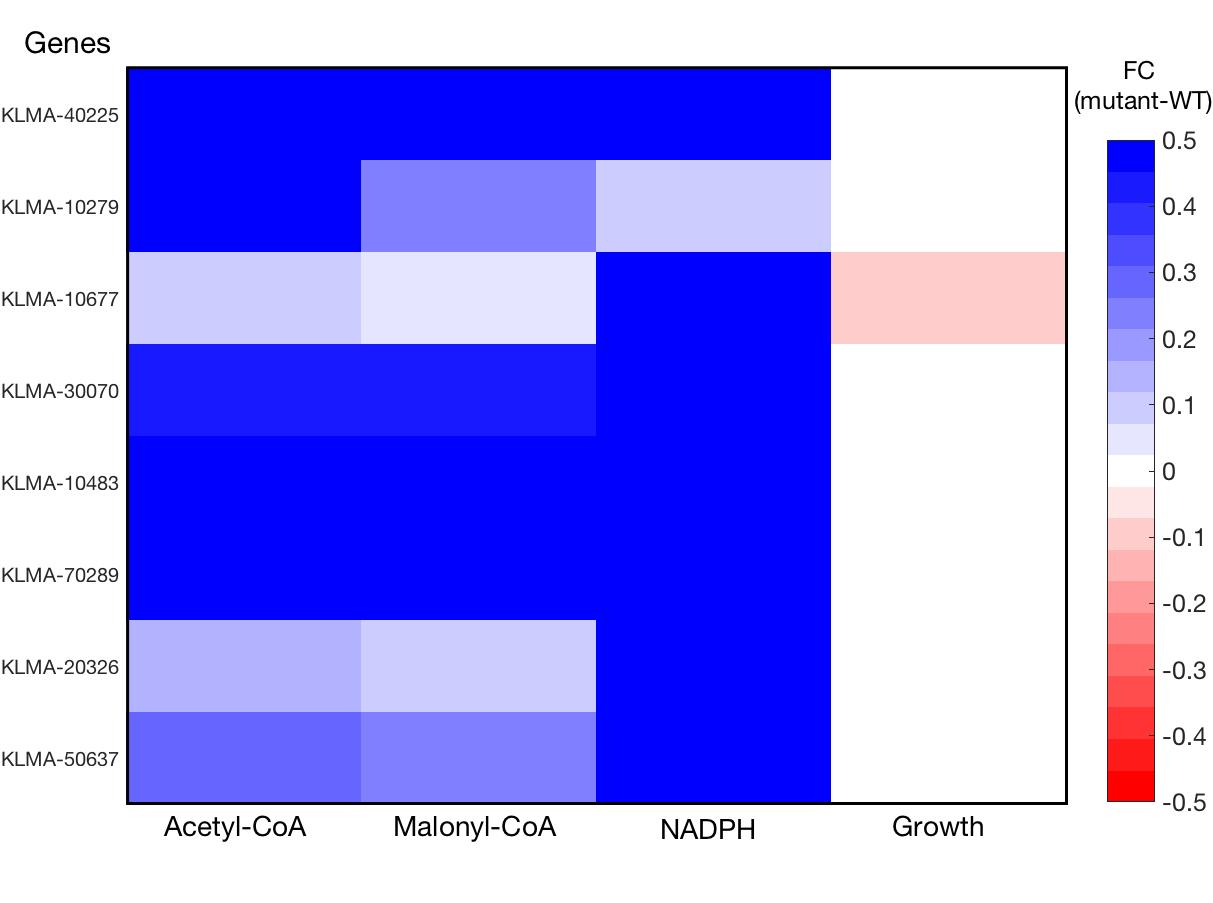 Genes
KLMA-40225
KLMA-10279
KLMA-10677
KLMA-30070
KLMA-10483
KLMA-70289
KLMA-20326
KLMA-50637
Acetyl-CoA
Malonyl-CoA
NADPH
Growth
FC
(mutant-WT)
0.5
0.4
0.3
0.2
0.1
0
-0.1
-0.2
-0.3
-0.4
-0.5